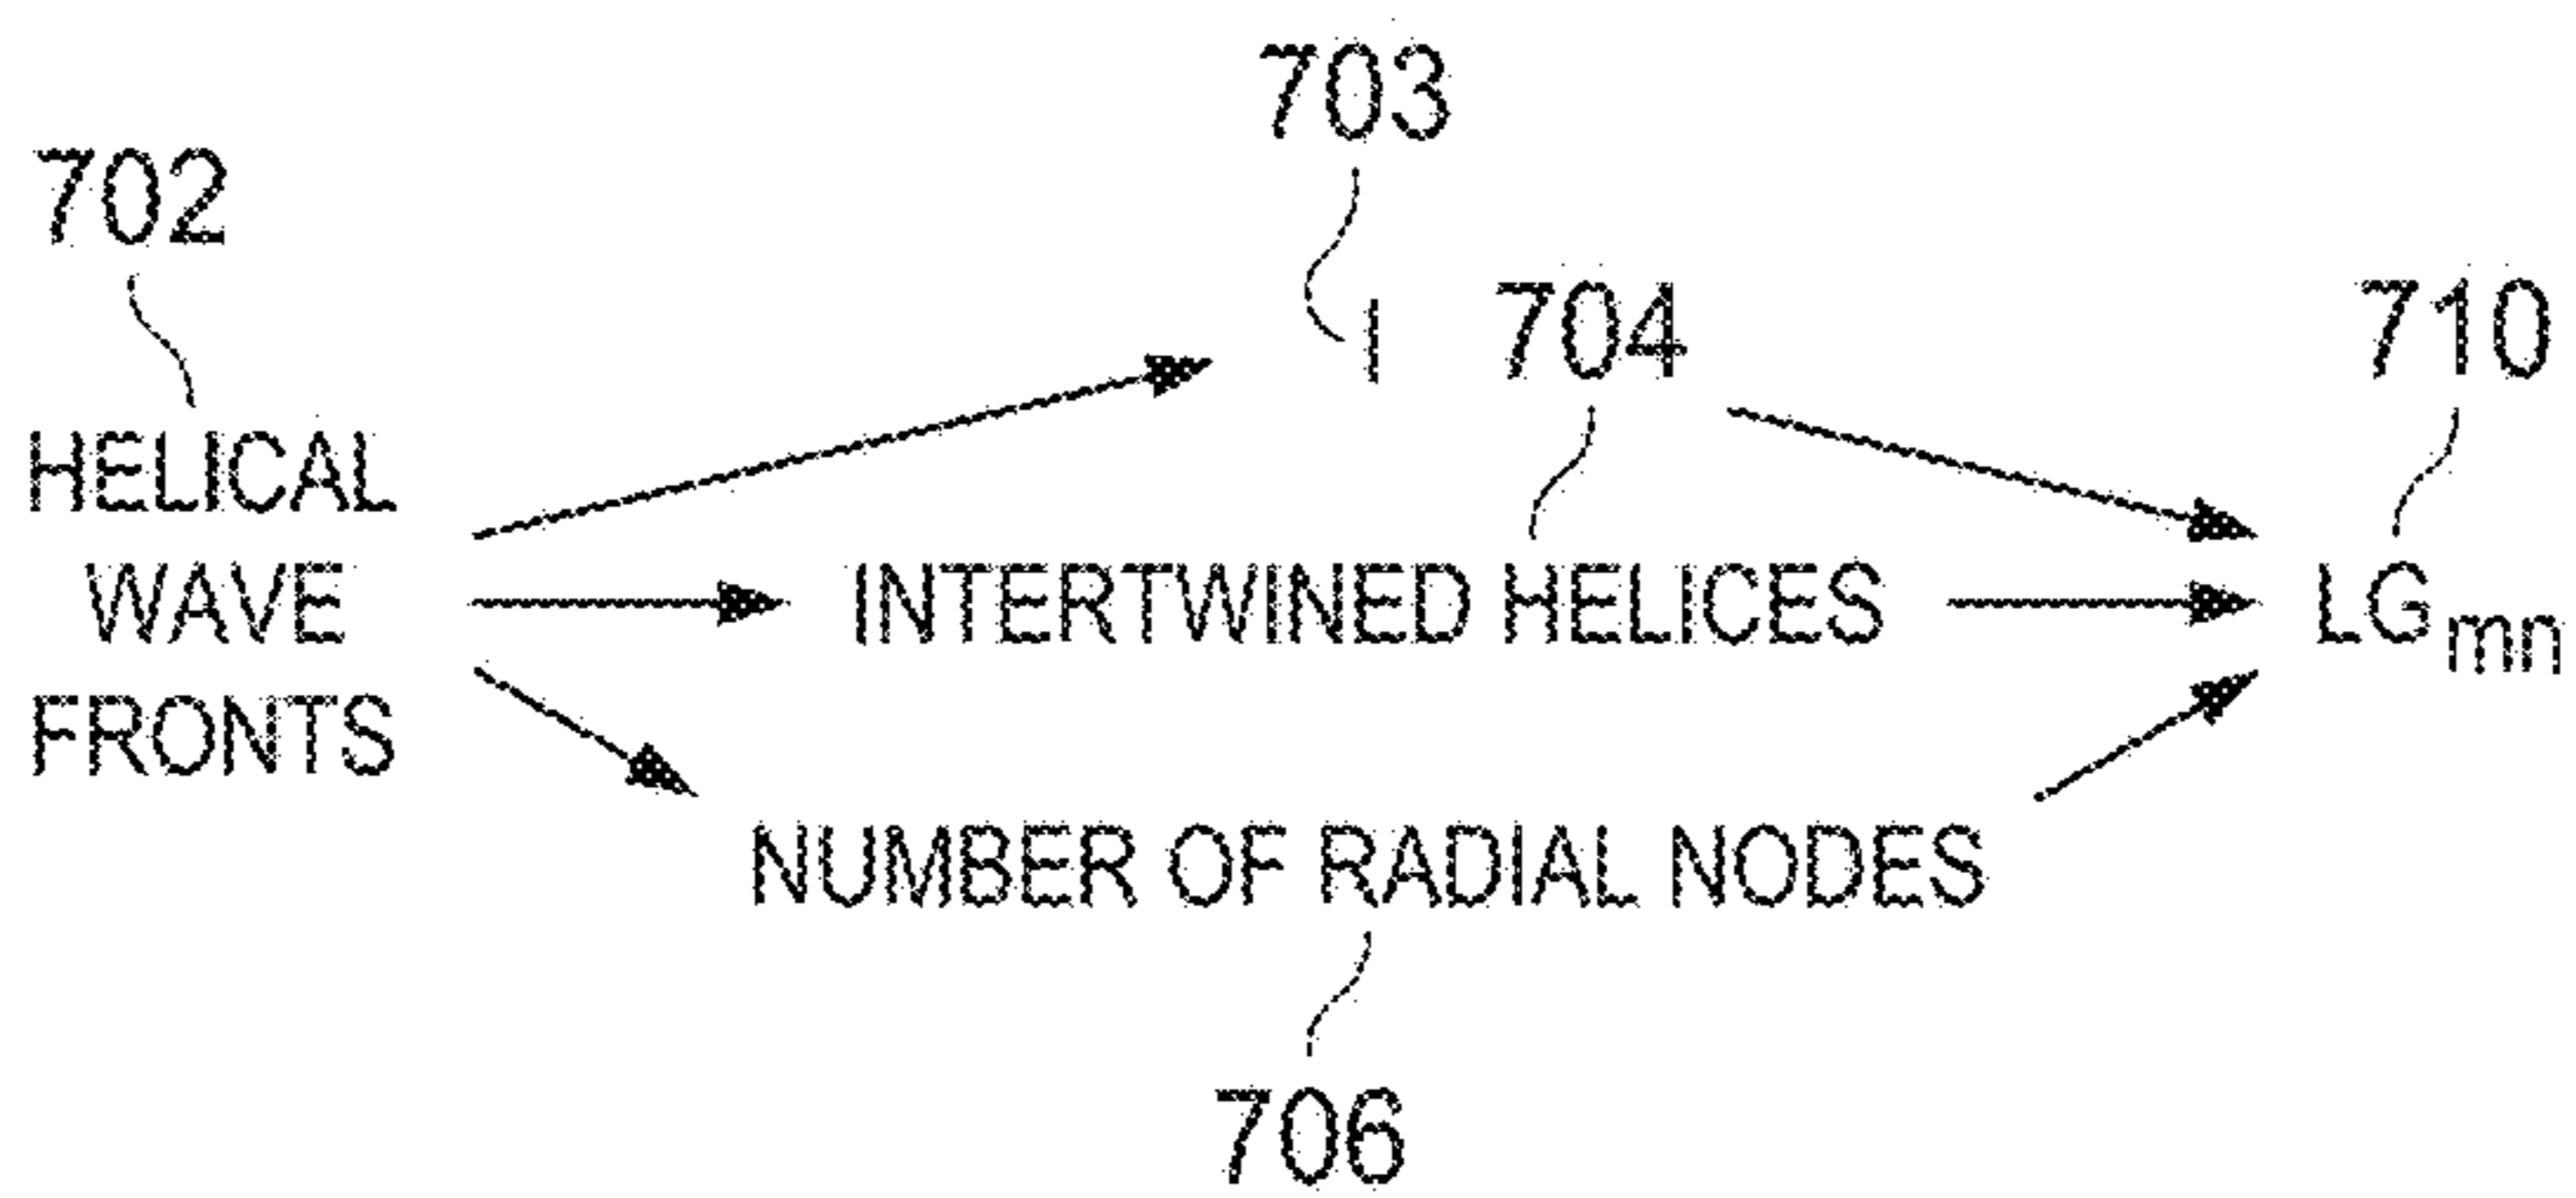 703
702
I
704
710
HELICAL
WAVE
FRONTS
INTERTWINED HELICES
LGmn
NUMBER OF RADIAL NODES
706